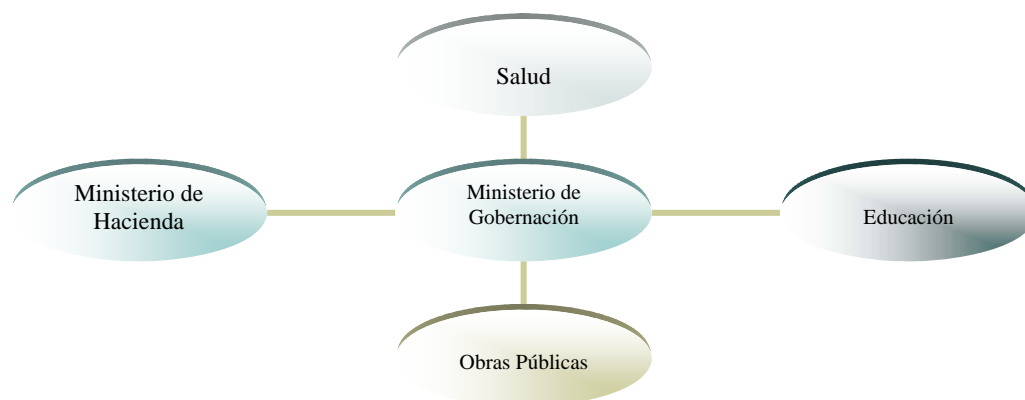 Salud
Ministerio de
Hacienda
Ministerio de
Gobernación
Educación
Obras Públicas